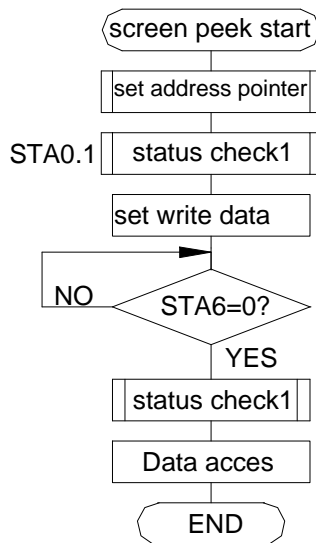 screen peek start
set address pointer
STA0.1 status check1
set write data
NO STA6=0?
YES
status check1
Data acces
END